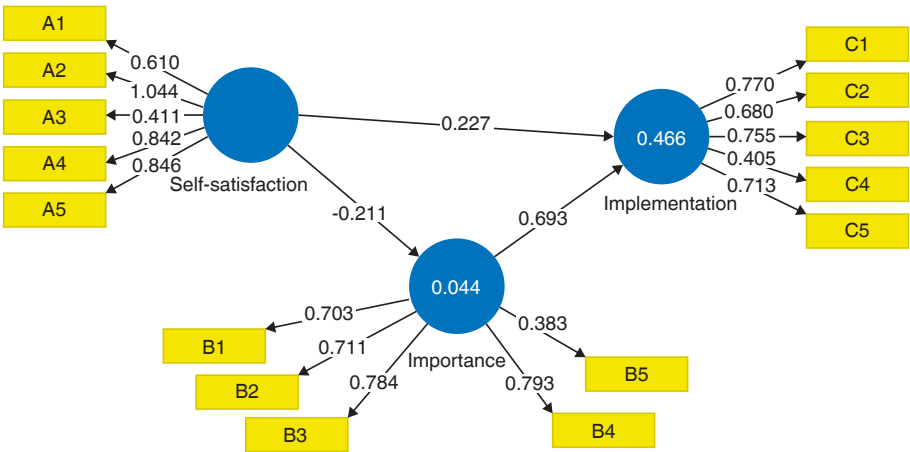 A1
A2
A3
A4
A5
0.610
1.044
0.411
0.842
0.846
Self-satisfaction
0.227
-0.211
0.693
0.466
Implementation
0.770
0.680
0.755
0.405
0.713
C1
C2
C3
C4
C5
0.044
Importance
0.703
0.711
0.784
0.793
0.383
B1
B2
B3
B4
B5